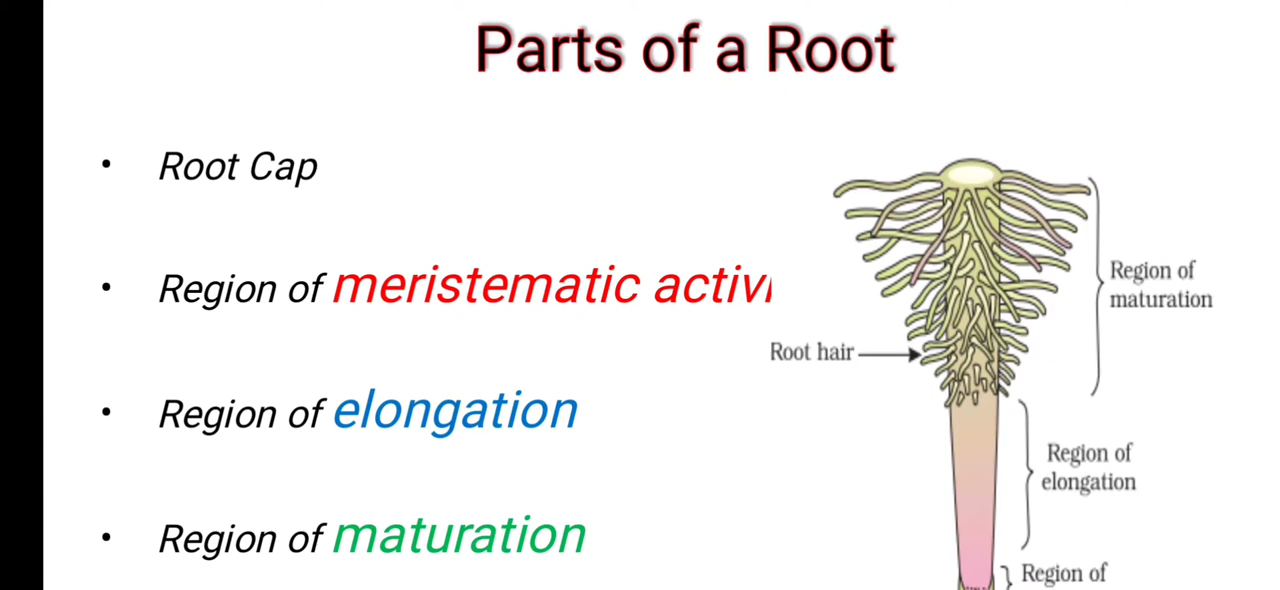 Parts of a Root
• Root Cap
• Region of meristematic activi
• Region of elongation
• Region of maturation
Region of
maturation
Root hair
Region of
elongation
Region of